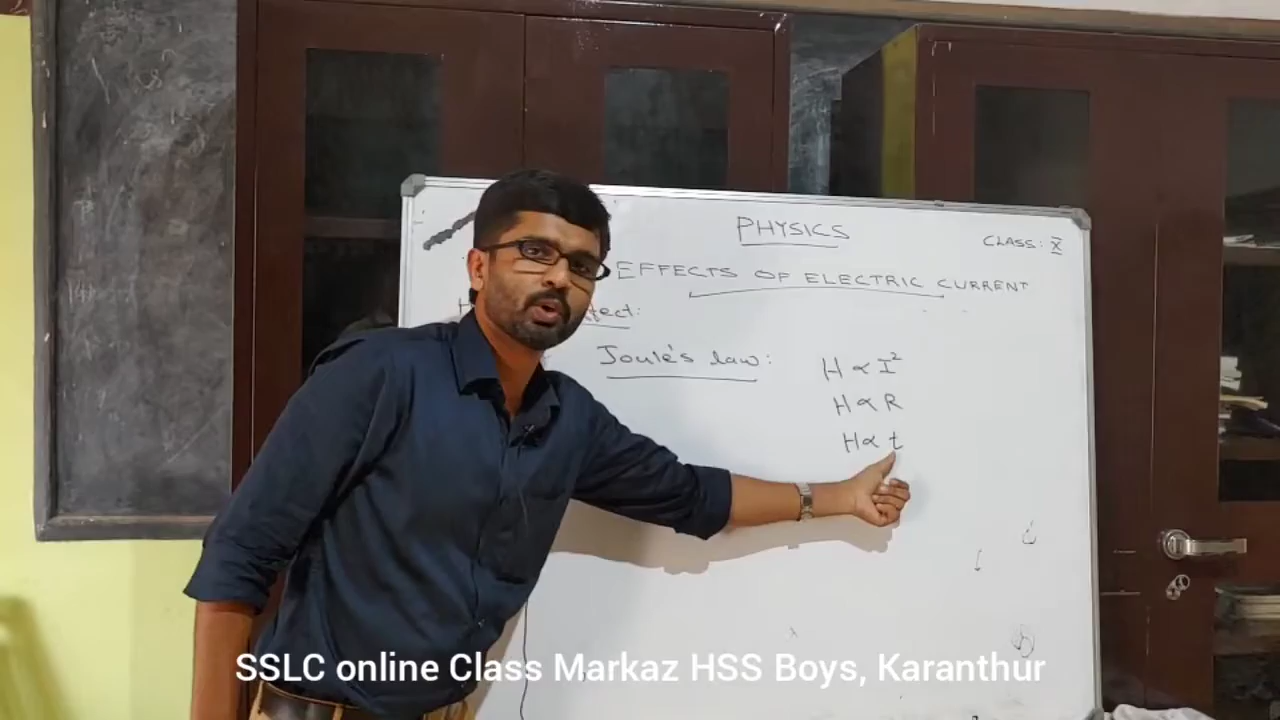 PHYSICS
CLASS: X
EFFECTS OF ELECTRIC CURRENT
Joule's law:
H ∝ I²
H ∝ R
H ∝ t
SSLC online Class Markaz HSS Boys, Karanthur